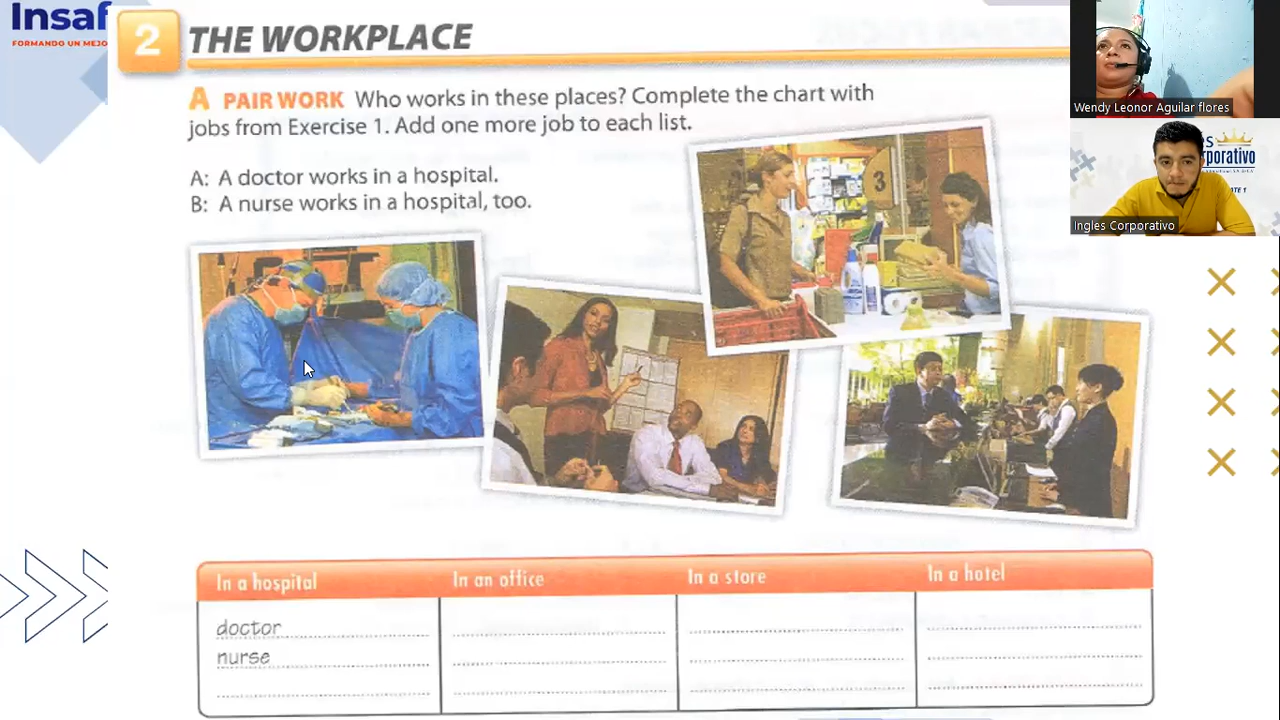 Insaf
FORMANDO UN MEJO
2 THE WORKPLACE
A PAIR WORK Who works in these places? Complete the chart with
jobs from Exercise 1. Add one more job to each list.
A: A doctor works in a hospital.
B: A nurse works in a hospital, too.
3
In a hospital In an office In a store In a hotel
doctor
nurse
Wendy Leonor Aguilar flores
orporativo
Ingles Corporativo